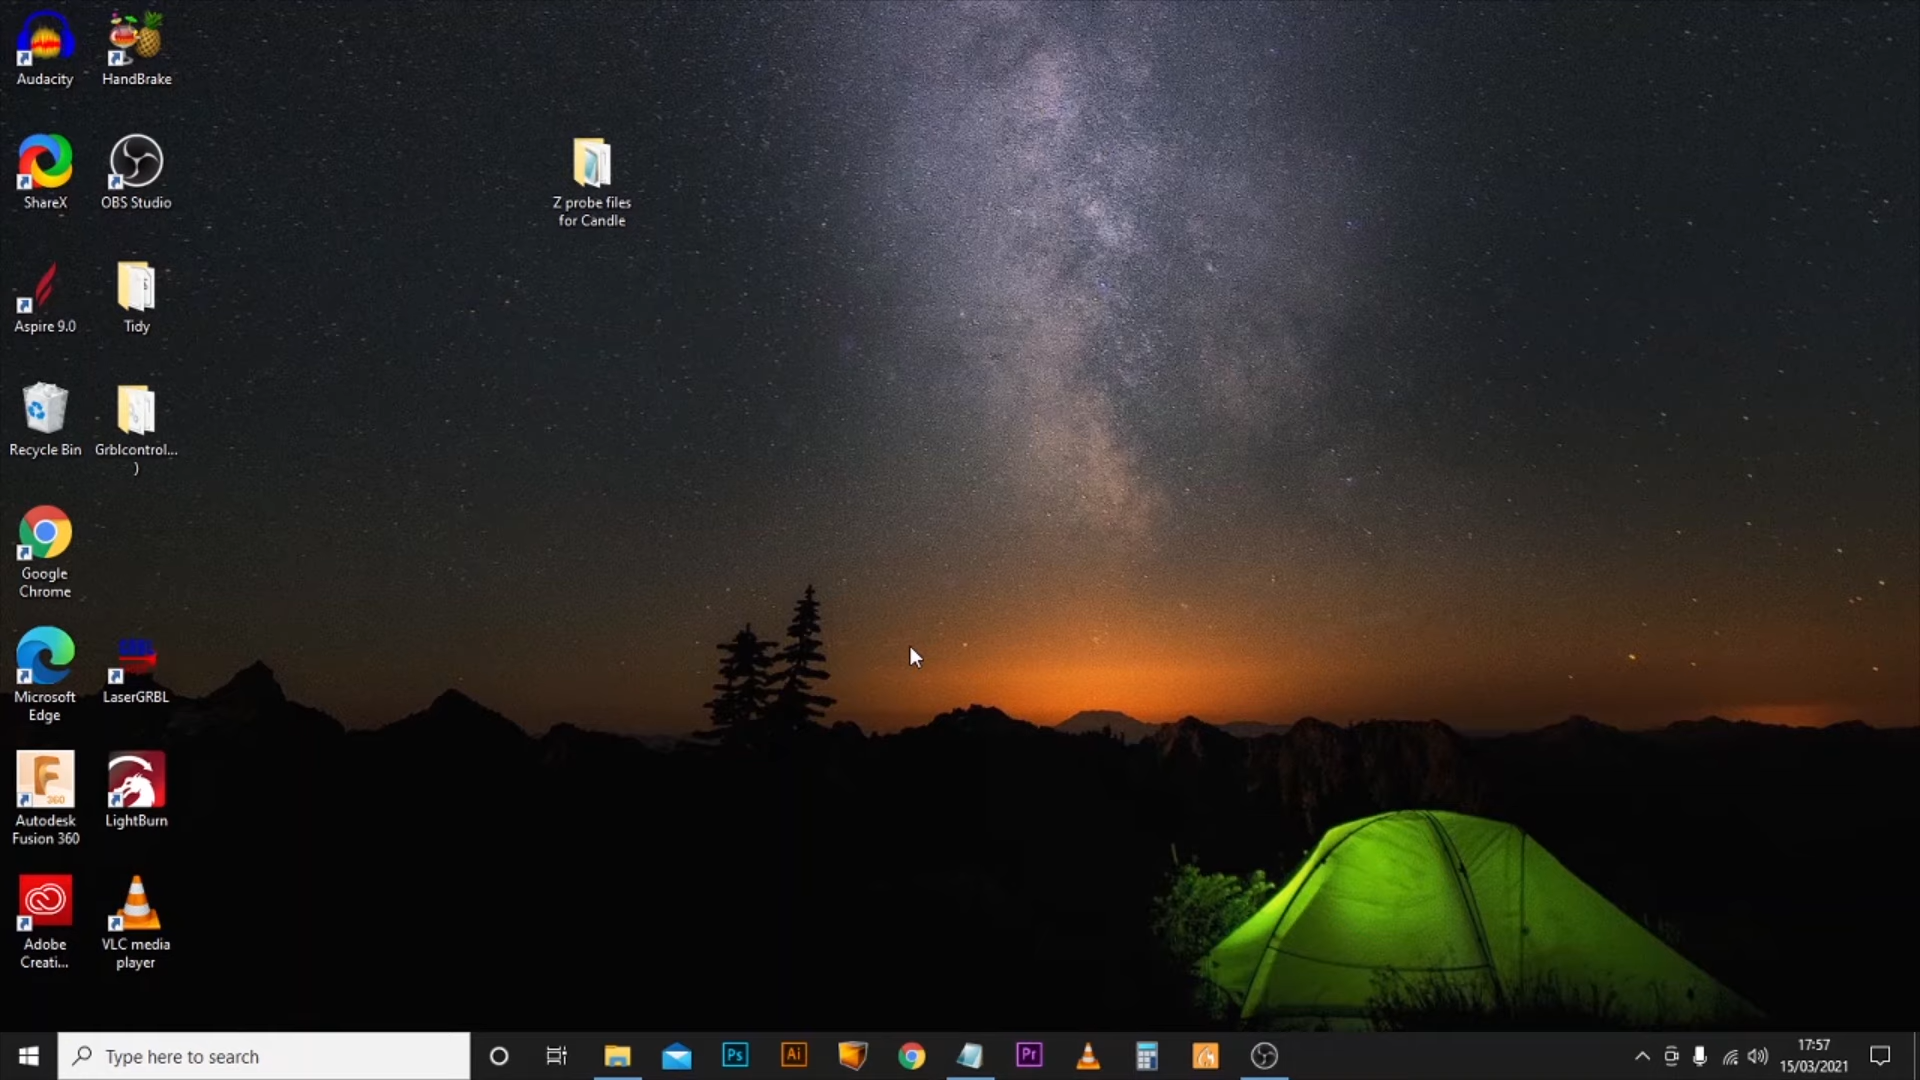 Audacity
HandBrake
ShareX
OBS Studio
Z probe files
for Candle
Aspire 9.0
Tidy
Recycle Bin
Grblcontrol...
)
Google
Chrome
Microsoft
Edge
GRBL
LaserGRBL
F
360
Autodesk
Fusion 360
LightBurn
Adobe
Creati...
VLC media
player
Type here to search
Ps
Ai
Pr
17:57
15/03/2021